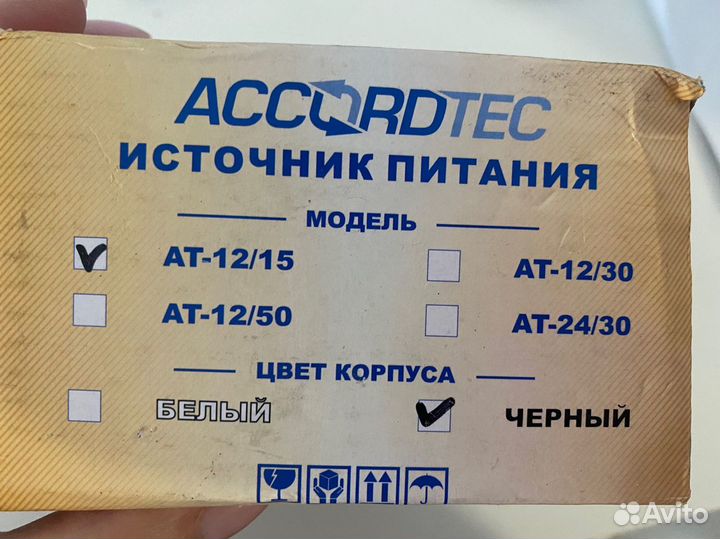 ACCORDTEC
ИСТОЧНИК ПИТАНИЯ
МОДЕЛЬ
AT-12/15
AT-12/30
AT-12/50
AT-24/30
ЦВЕТ КОРПУСА
БЕЛЫЙ
ЧЕРНЫЙ
Avito